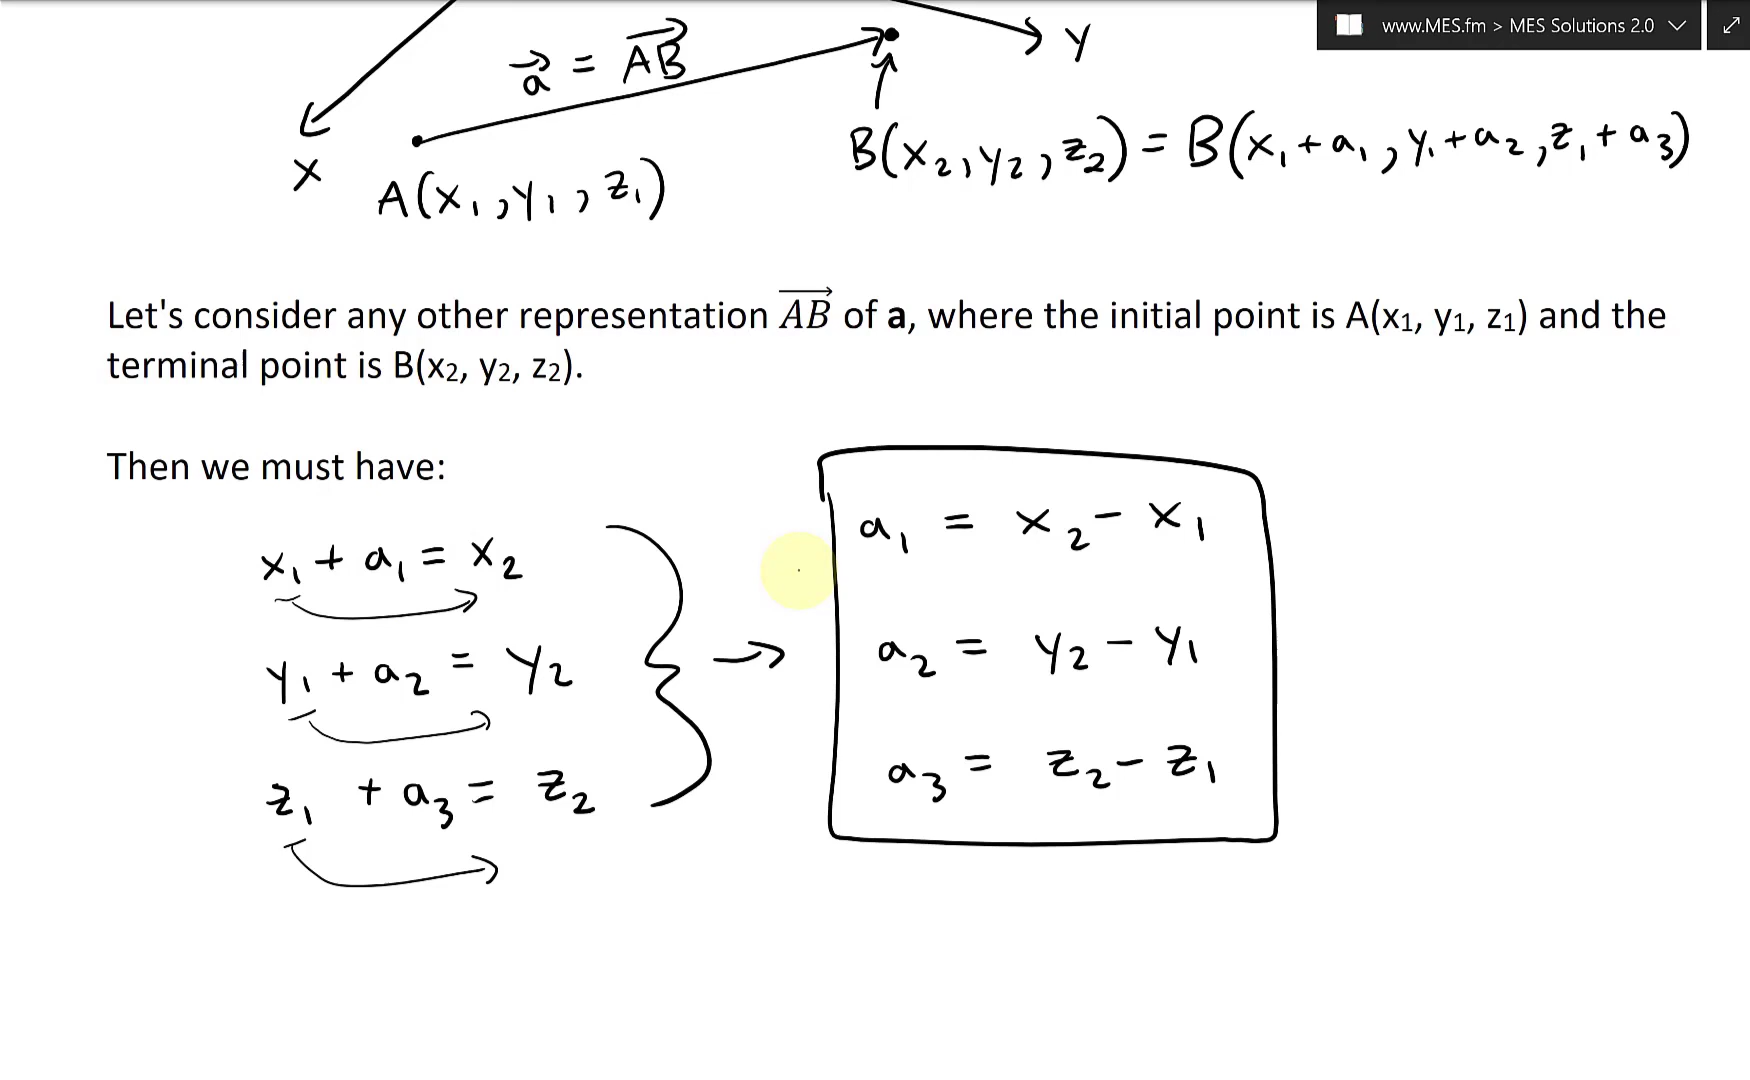 www.MES.fm > MES Solutions 2.0
y
a⃗ = A⃗B⃗
x
B(x₂, y₂, z₂) = B(x₁ + a₁, y₁ + a₂, z₁ + a₃)
A(x₁, y₁, z₁)
Let's consider any other representation A⃗B⃗ of a, where the initial point is A(x₁, y₁, z₁) and the
terminal point is B(x₂, y₂, z₂).
Then we must have:
x₁ + a₁ = x₂
y₁ + a₂ = y₂
z₁ + a₃ = z₂
a₁ = x₂ - x₁
a₂ = y₂ - y₁
a₃ = z₂ - z₁